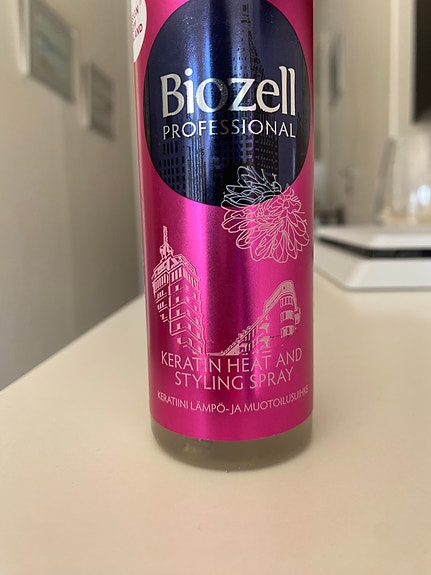 Biozell
PROFESSIONAL
KERATIN HEAT AND
STYLING SPRAY
KERATIINI LÄMPÖ- JA MUOTOILUSUIHKE